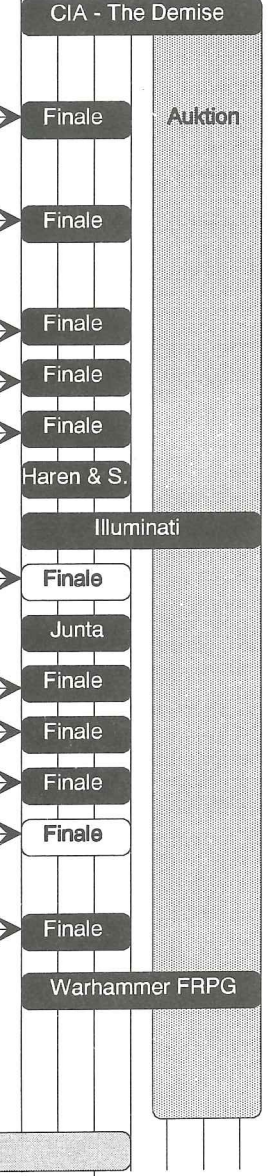 CIA - The Demise
Finale
Auktion
Finale
Finale
Finale
Finale
Haren & S.
Illuminati
Finale
Junta
Finale
Finale
Finale
Finale
Finale
Warhammer FRPG